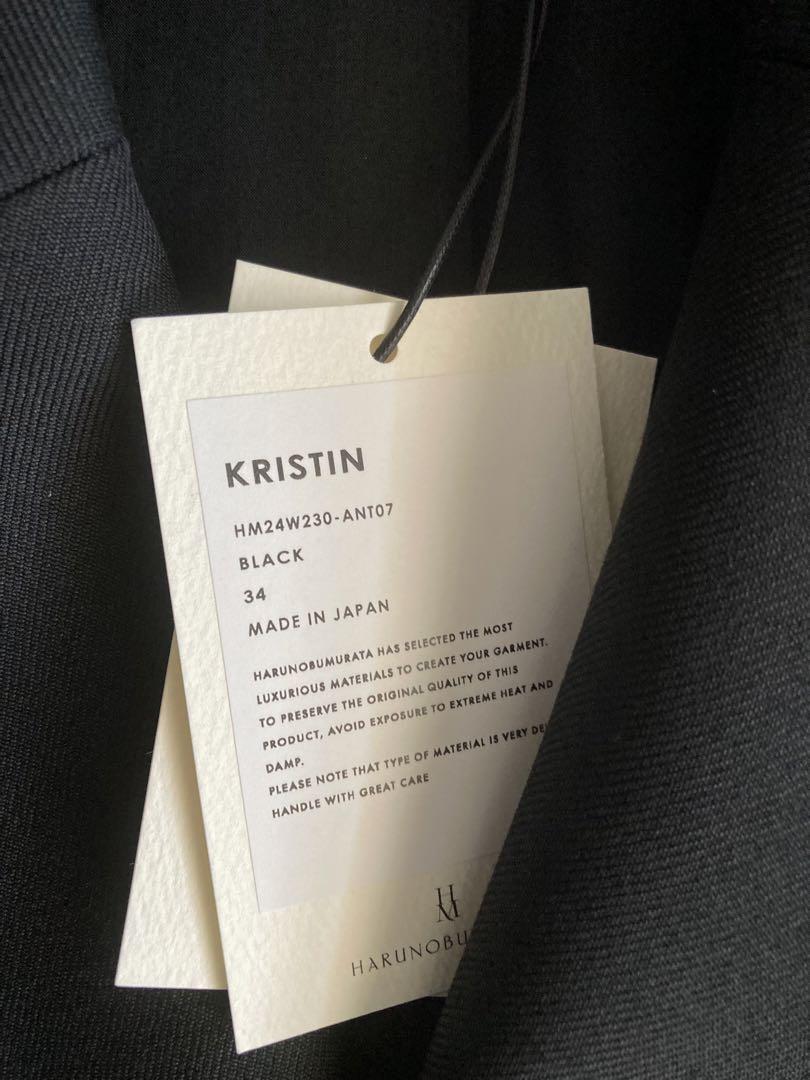 KRISTIN
HM24W230-ANT07
BLACK
34
MADE IN JAPAN
HARUNOBUMURATA HAS SELECTED THE MOST
LUXURIOUS MATERIALS TO CREATE YOUR GARMENT.
TO PRESERVE THE ORIGINAL QUALITY OF THIS
PRODUCT, AVOID EXPOSURE TO EXTREME HEAT AND
DAMP.
PLEASE NOTE THAT TYPE OF MATERIAL IS VERY
HANDLE WITH GREAT CARE
HM